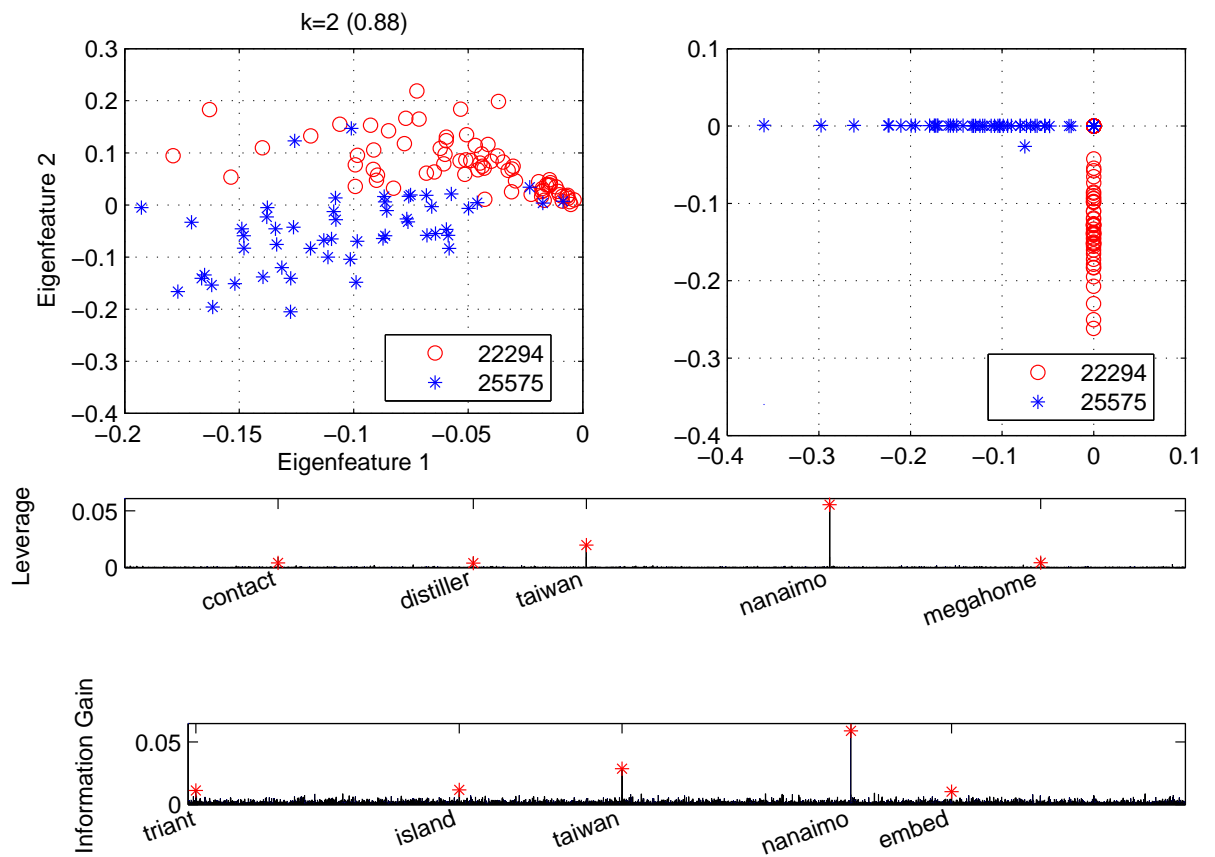 k=2 (0.88)
0.3
0.2
0.1
0
−0.1
−0.2
−0.3
−0.4
Eigenfeature 2
−0.2 −0.15 −0.1 −0.05 0
Eigenfeature 1
22294
25575
0.1
0
−0.1
−0.2
−0.3
−0.4
−0.4 −0.3 −0.2 −0.1 0 0.1
22294
25575
Leverage
0.05
0
contact distiller taiwan nanaimo megahome
Information Gain
0.05
0
triant island taiwan nanaimo embed